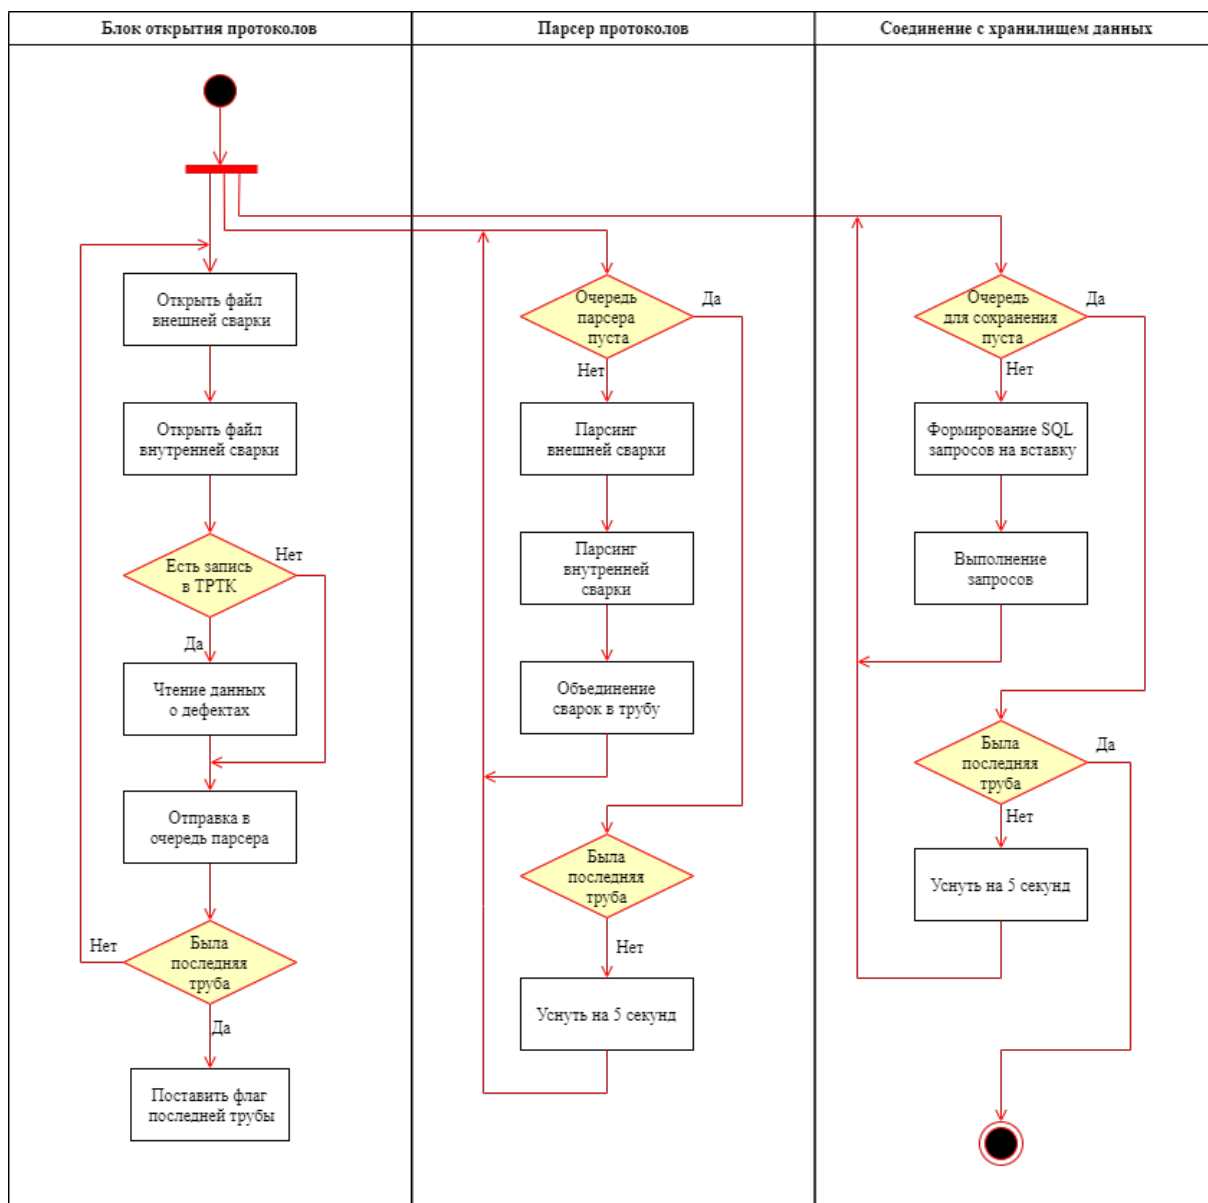 Блок открытия протоколов
Парсер протоколов
Соединение с хранилищем данных
Открыть файл
внешней сварки
Открыть файл
внутренней сварки
Есть запись
в ТРТК
Нет
Да
Чтение данных
о дефектах
Отправка в
очередь парсера
Была
последняя
труба
Нет
Да
Поставить флаг
последней трубы
Очередь
парсера
пуста
Да
Нет
Парсинг
внешней сварки
Парсинг
внутренней
сварки
Объединение
сварок в трубу
Была
последняя
труба
Нет
Уснуть на 5 секунд
Очередь
для сохранения
пуста
Да
Нет
Формирование SQL
запросов на вставку
Выполнение
запросов
Была
последняя
труба
Да
Нет
Уснуть на 5 секунд